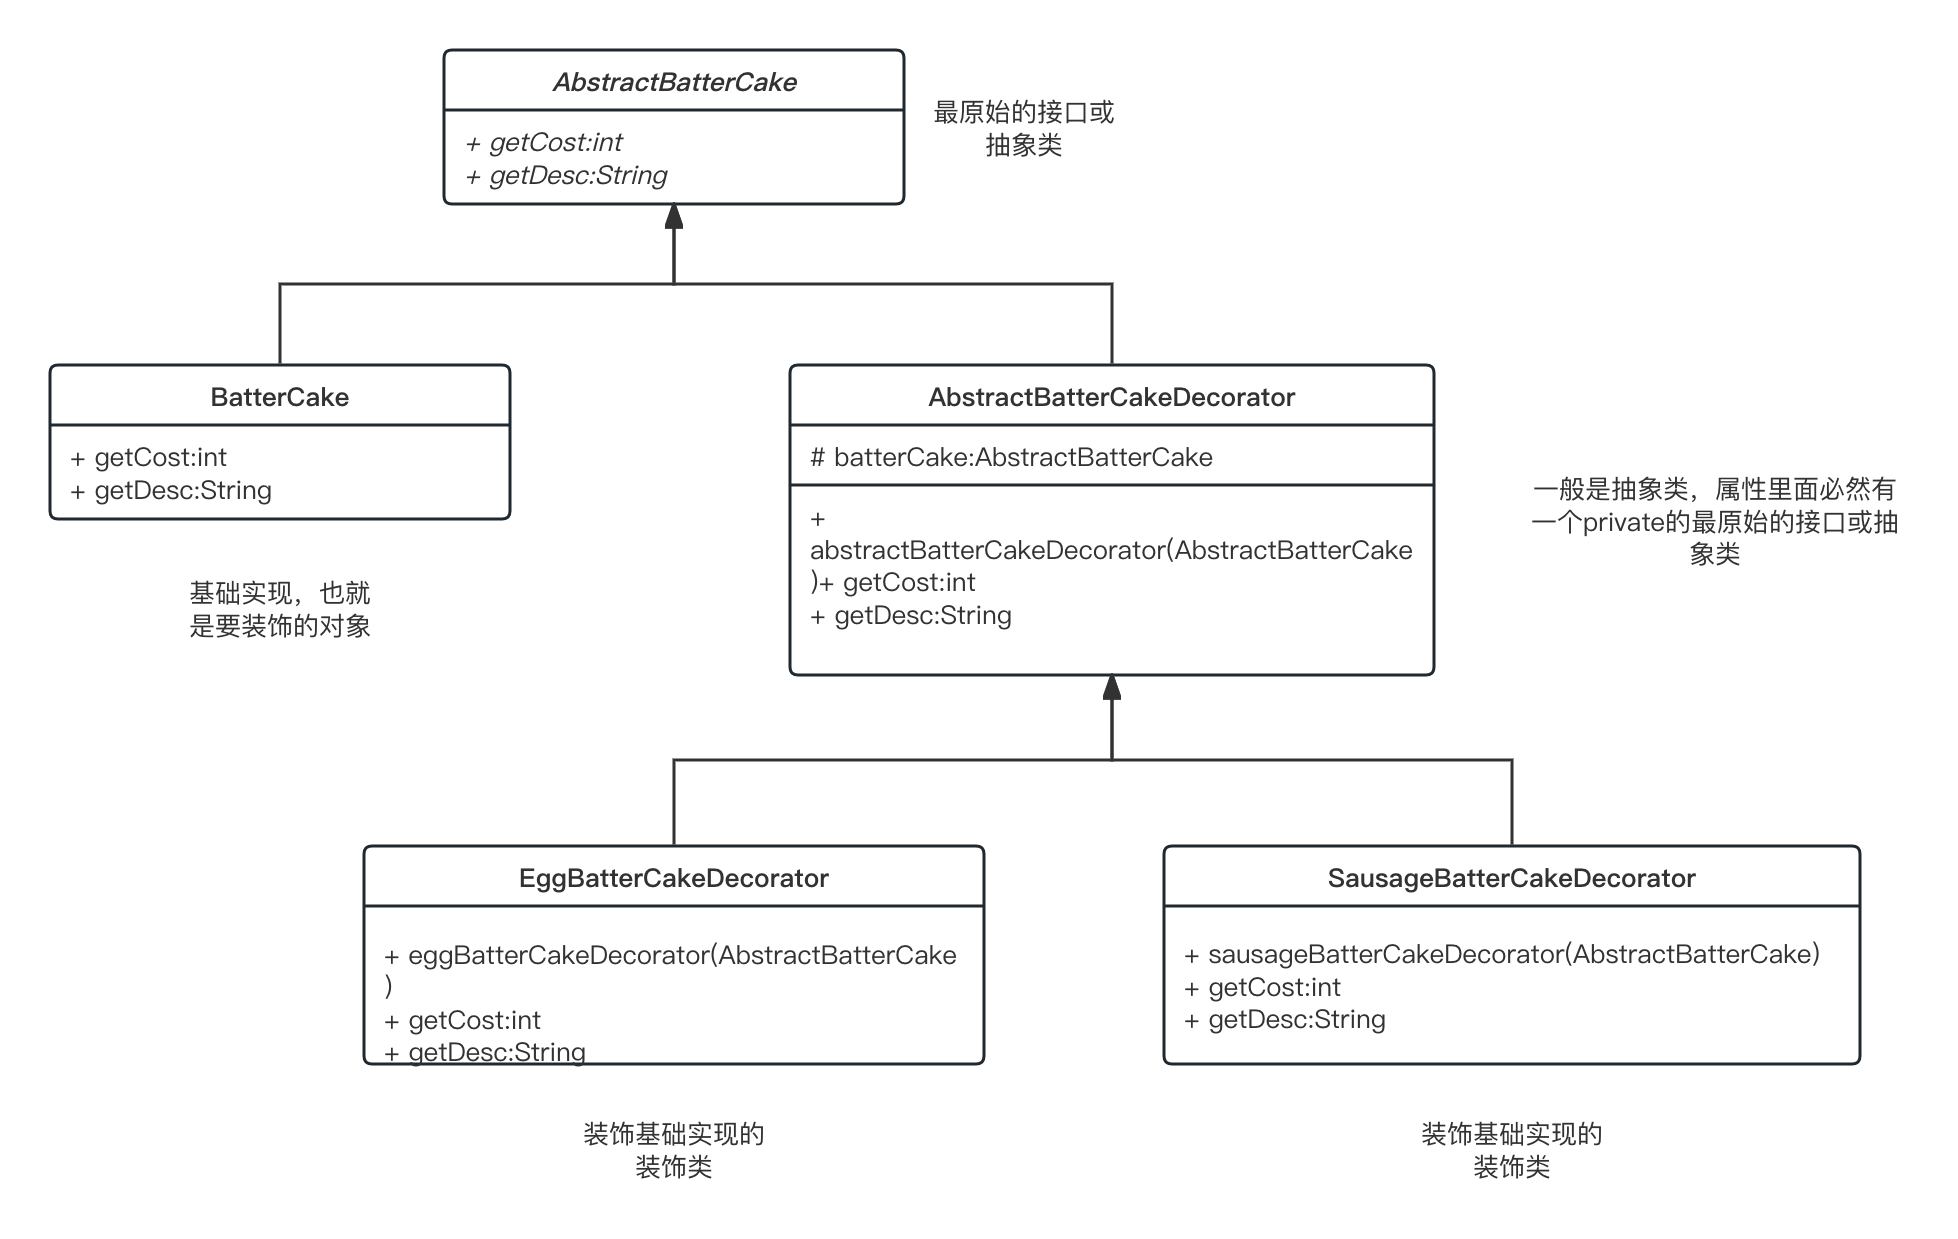 AbstractBatterCake
+ getCost:int
+ getDesc:String
最原始的接口或
抽象类
BatterCake
+ getCost:int
+ getDesc:String
基础实现，也就
是要装饰的对象
AbstractBatterCakeDecorator
# batterCake:AbstractBatterCake
+
abstractBatterCakeDecorator(AbstractBatterCake
)+ getCost:int
+ getDesc:String
一般是抽象类，属性里面必然有
一个private的最原始的接口或抽
象类
EggBatterCakeDecorator
+ eggBatterCakeDecorator(AbstractBatterCake
)
+ getCost:int
+ getDesc:String
装饰基础实现的
装饰类
SausageBatterCakeDecorator
+ sausageBatterCakeDecorator(AbstractBatterCake)
+ getCost:int
+ getDesc:String
装饰基础实现的
装饰类